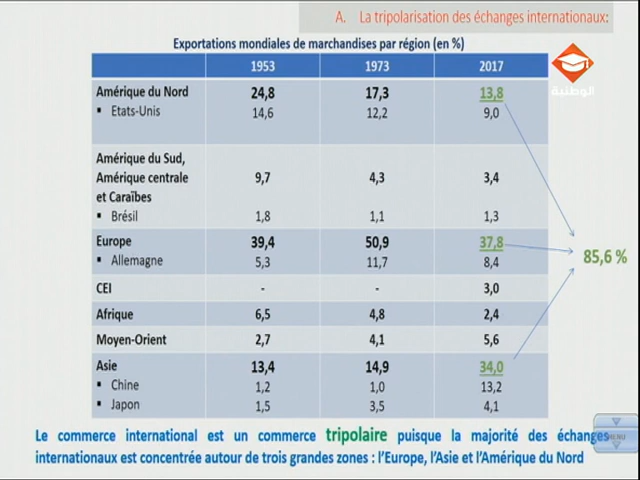 A. La tripolarisation des échanges internationaux:
Exportations mondiales de marchandises par région (en %)
1953 1973 2017
Amérique du Nord 24,8 17,3 13,8
▪ Etats-Unis 14,6 12,2 9,0
الوطنية
Amérique du Sud,
Amérique centrale 9,7 4,3 3,4
et Caraïbes
▪ Brésil 1,8 1,1 1,3
Europe 39,4 50,9 37,8
▪ Allemagne 5,3 11,7 8,4
85,6 %
CEI - - 3,0
Afrique 6,5 4,8 2,4
Moyen-Orient 2,7 4,1 5,6
Asie 13,4 14,9 34,0
▪ Chine 1,2 1,0 13,2
▪ Japon 1,5 3,5 4,1
Le commerce international est un commerce tripolaire puisque la majorité des échanges
MENU
internationaux est concentrée autour de trois grandes zones : l'Europe, l'Asie et l'Amérique du Nord